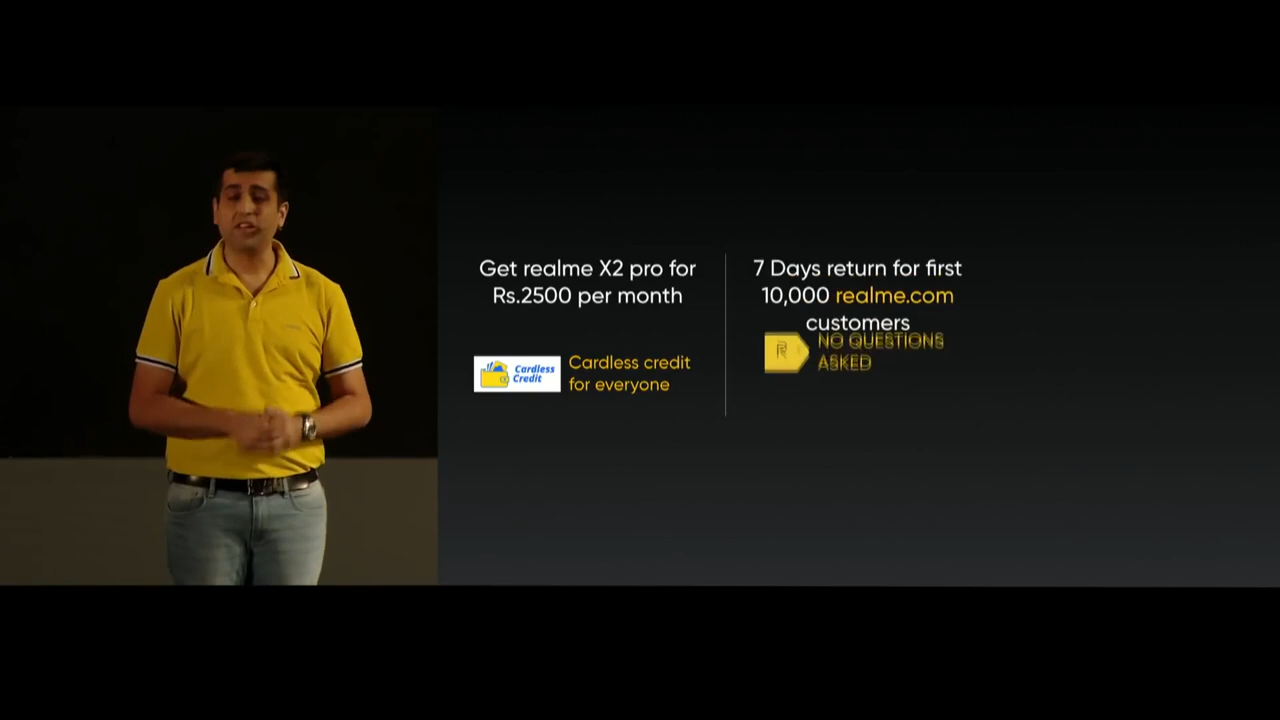 Get realme X2 pro for
Rs.2500 per month
Cardless
Credit
Cardless credit
for everyone
7 Days return for first
10,000 realme.com
customers
NO QUESTIONS
ASKED